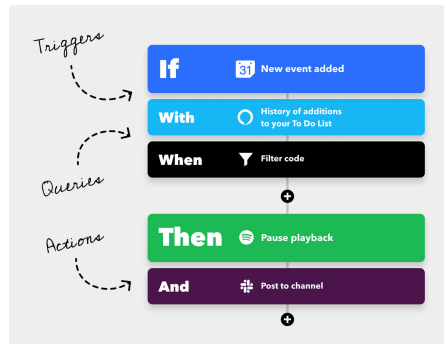 Triggers
If 31 New event added
With History of additions
to your To Do List
When Filter code
Queries
Then Pause playback
Actions
And Post to channel